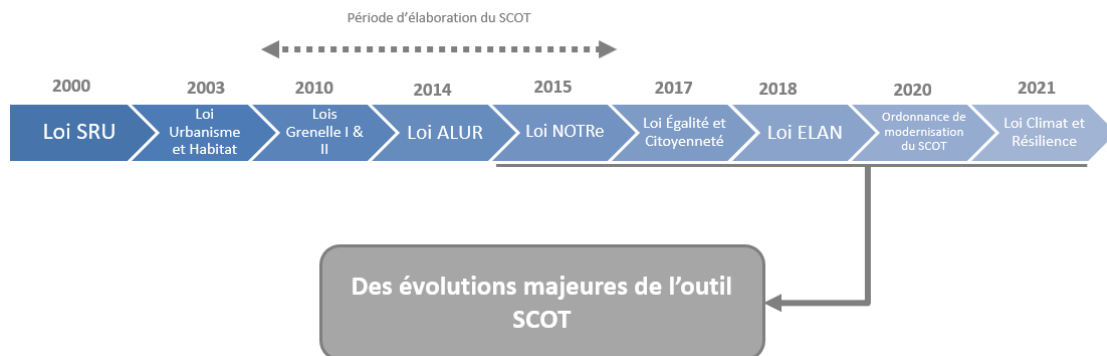 Période d’élaboration du SCOT
2000
2003
2010
2014
2015
2017
2018
2020
2021
Loi SRU
Loi
Urbanisme
et Habitat
Lois
Grenelle I &
II
Loi ALUR
Loi NOTRe
Loi Égalité et
Citoyenneté
Loi ELAN
Ordonnance de
modernisation
du SCOT
Loi Climat et
Résilience
Des évolutions majeures de l’outil
SCOT